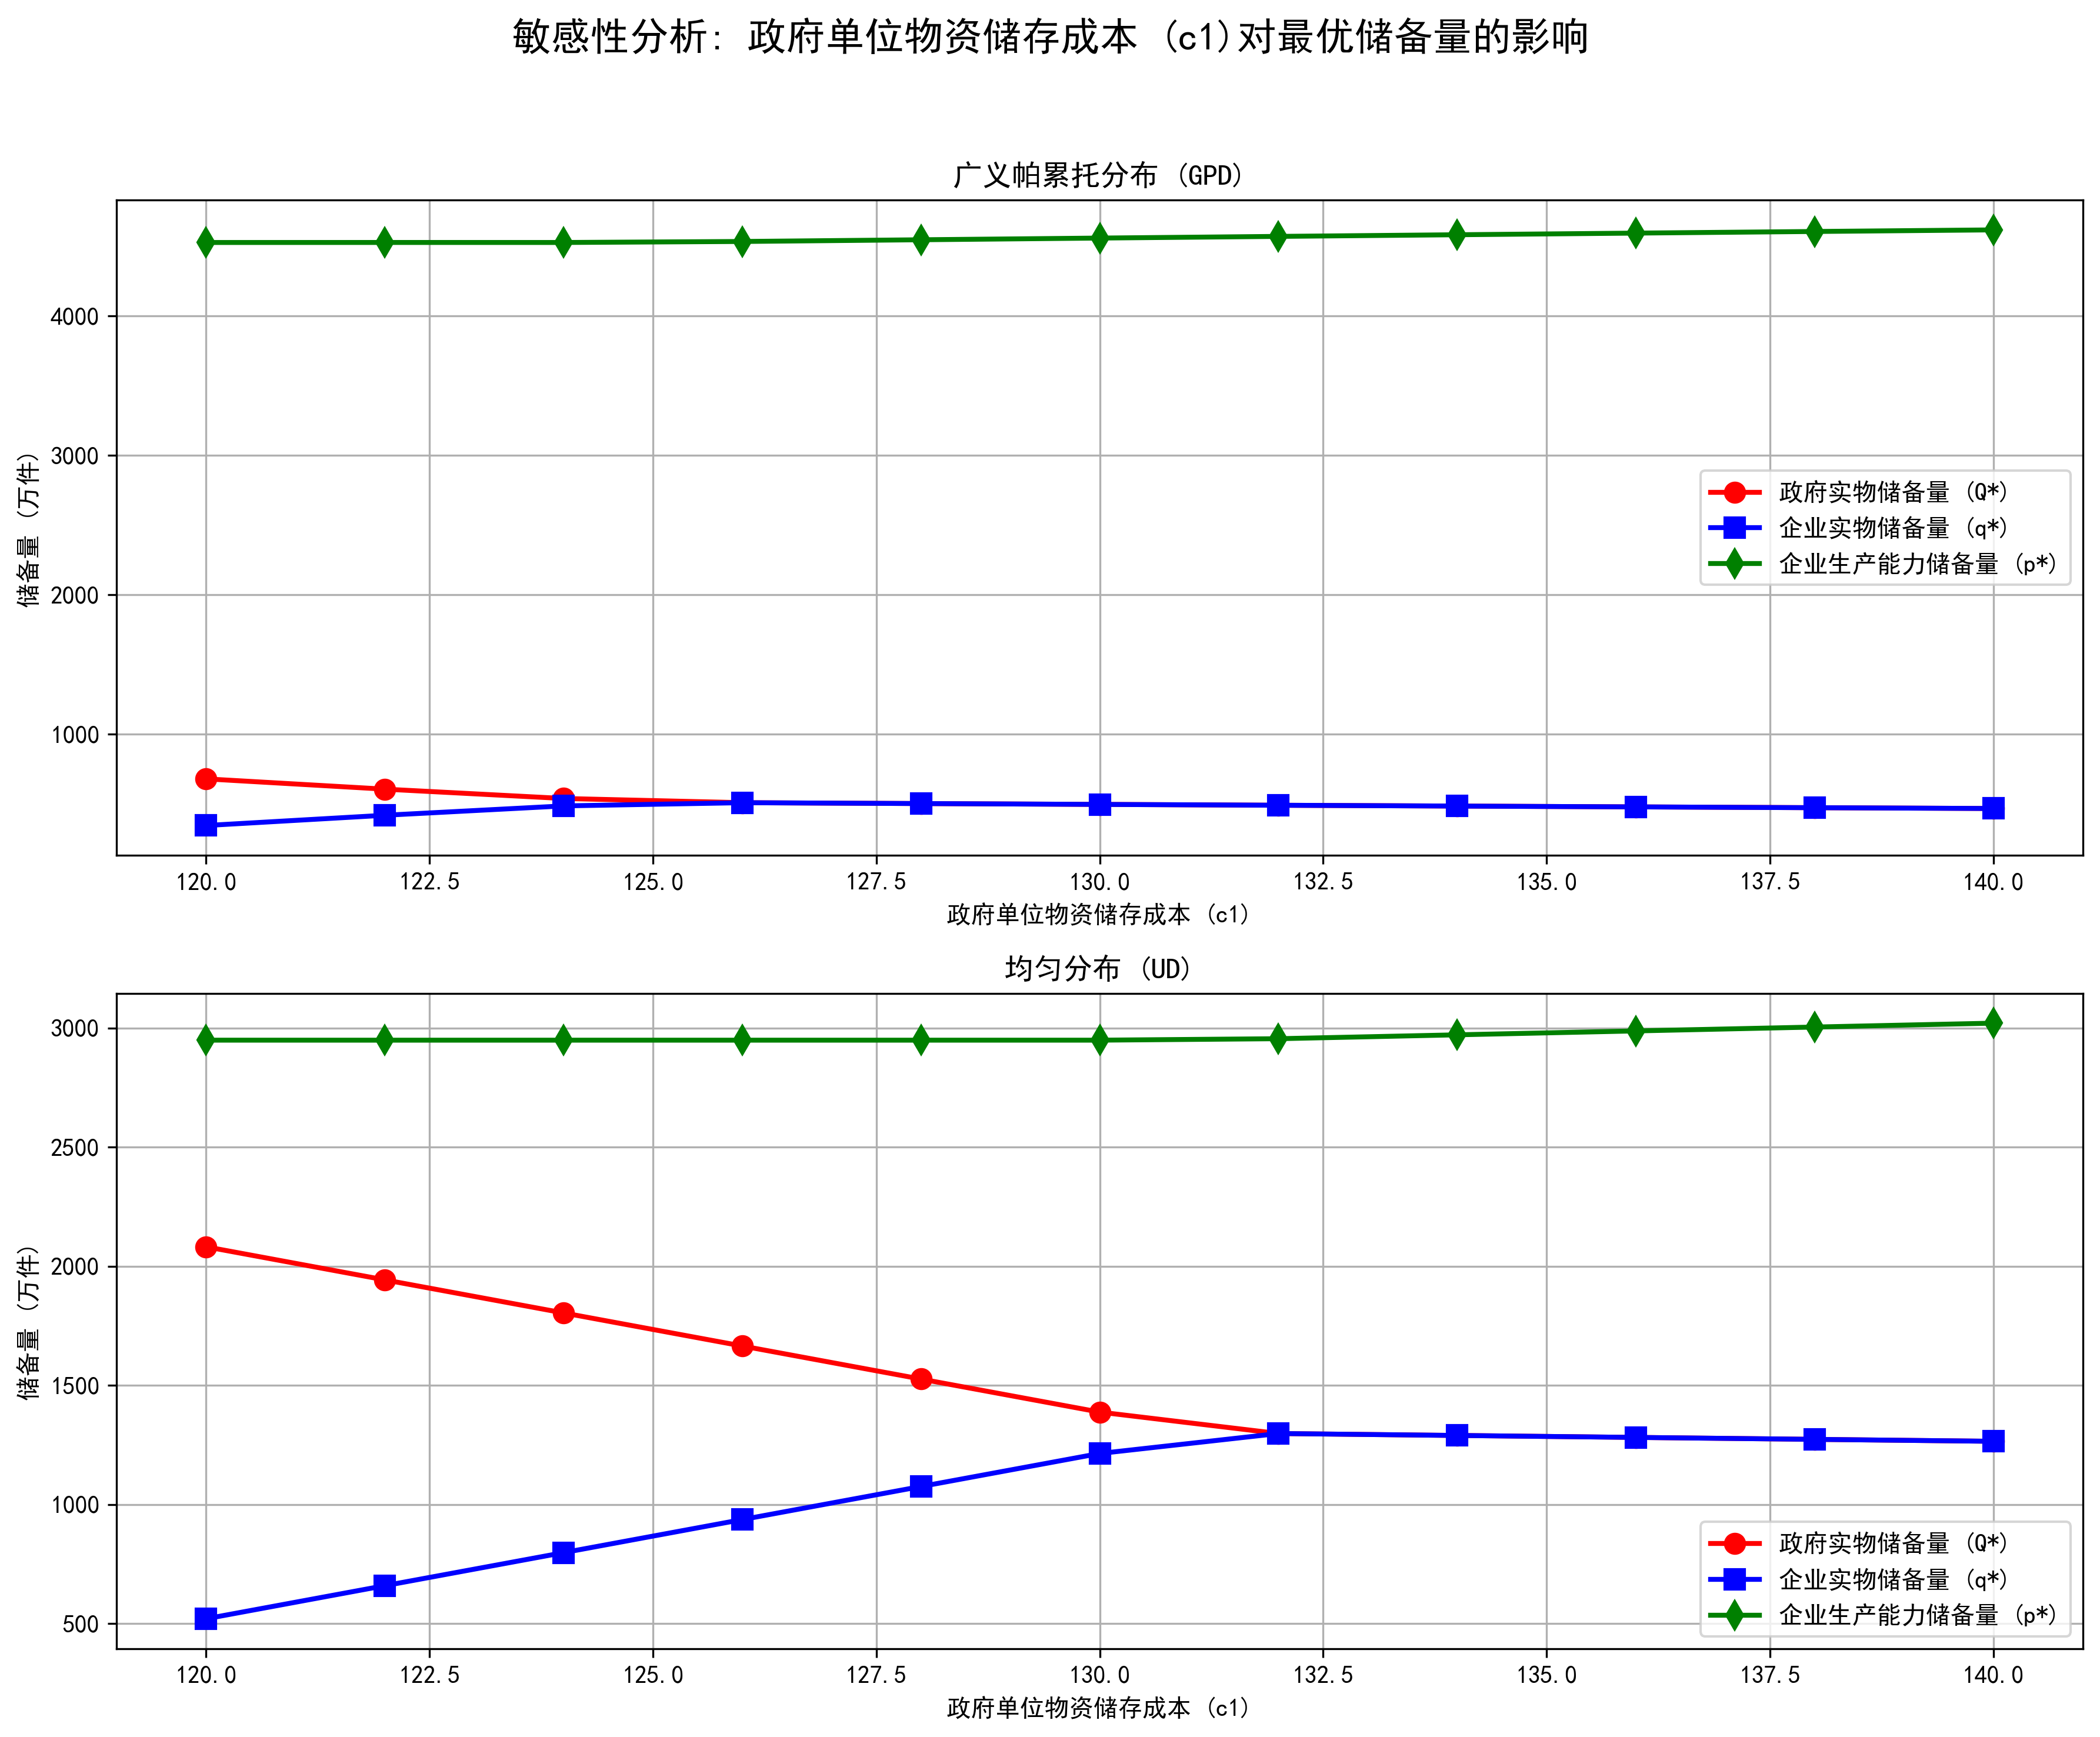 敏感性分析: 政府单位物资储存成本 (c1)对最优储备量的影响
广义帕累托分布 (GPD)
储备量 (万件)
4000
3000
2000
1000
政府实物储备量 (Q*)
企业实物储备量 (q*)
企业生产能力储备量 (p*)
120.0 122.5 125.0 127.5 130.0 132.5 135.0 137.5 140.0
政府单位物资储存成本 (c1)
均匀分布 (UD)
储备量 (万件)
3000
2500
2000
1500
1000
500
政府实物储备量 (Q*)
企业实物储备量 (q*)
企业生产能力储备量 (p*)
120.0 122.5 125.0 127.5 130.0 132.5 135.0 137.5 140.0
政府单位物资储存成本 (c1)